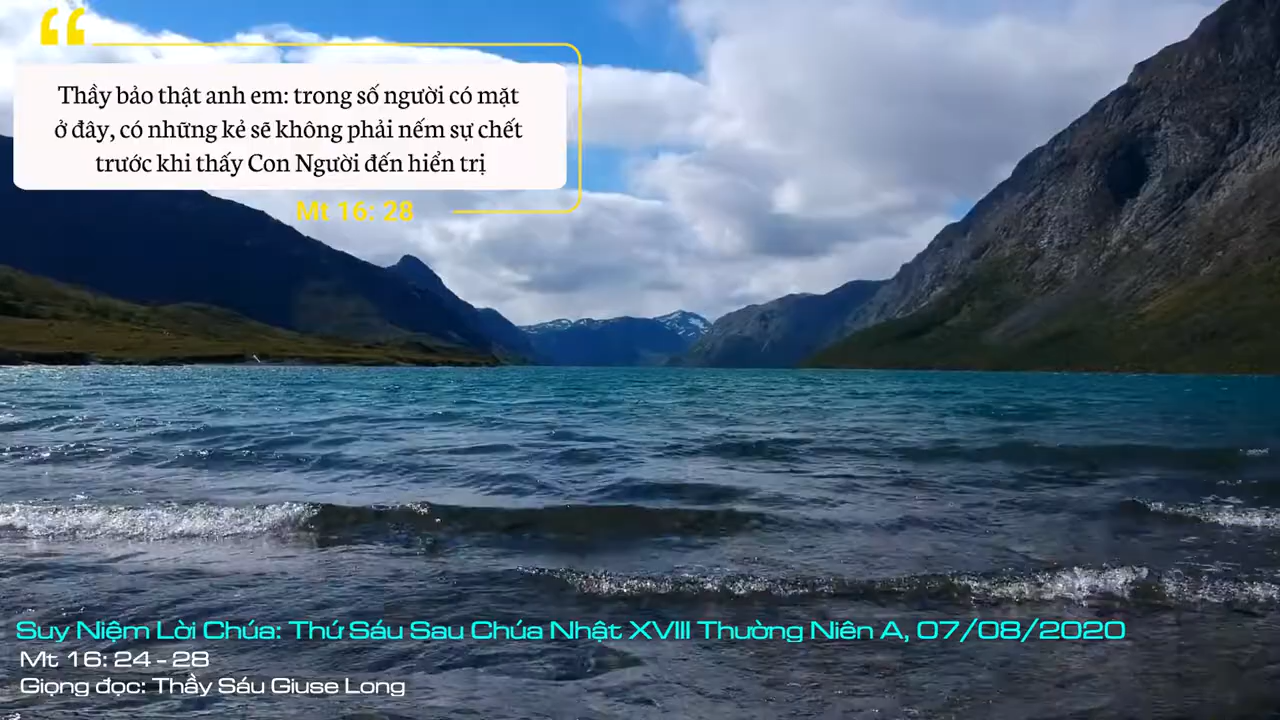 Thầy bảo thật anh em: trong số người có mặt
ở đây, có những kẻ sẽ không phải nếm sự chết
trước khi thấy Con Người đến hiển trị
Mt 16: 28
Suy Niệm Lời Chúa: Thứ Sáu Sau Chúa Nhật XVIII Thường Niên A, 07/08/2020
Mt 16: 24 - 28
Giọng đọc: Thầy Sáu Giuse Long